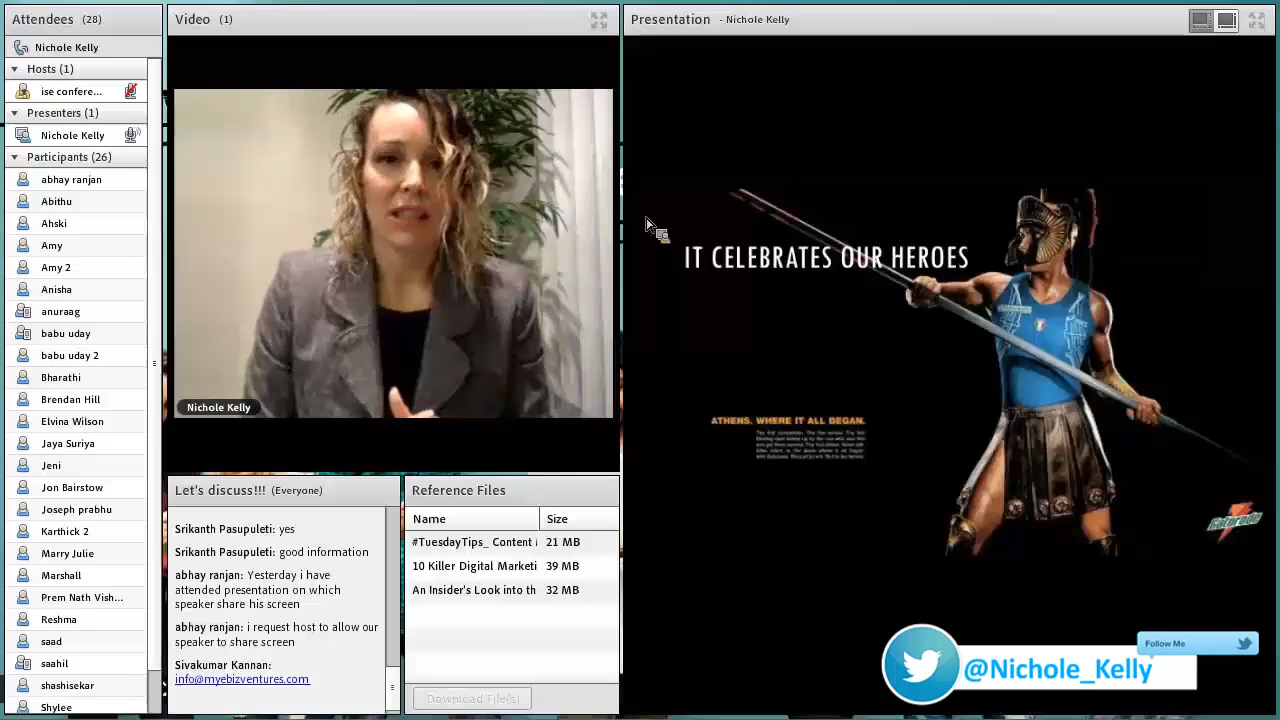 Attendees (28)
Nichole Kelly
Hosts (1)
ise confere...
Presenters (1)
Nichole Kelly
Participants (26)
abhay ranjan
Abithu
Ahski
Amy
Amy 2
Anisha
anuraag
babu uday
babu uday 2
Bharathi
Brendan Hill
Elvina Wilson
Jaya Suriya
Jeni
Jon Bairstow
Joseph prabhu
Karthick 2
Marry Julie
Marshall
Prem Nath Vish...
Reshma
saad
saahil
shashisekar
Shylee
Video (1)
Nichole Kelly
Let's discuss!!! (Everyone)
Srikanth Pasupuleti: yes
Srikanth Pasupuleti: good information
abhay ranjan: Yesterday i have
attended presentation on which
speaker share his screen
abhay ranjan: i request host to allow our
speaker to share screen
Sivakumar Kannan:
info@myebizventures.com
Reference Files
Name Size
#TuesdayTips_ Content 21 MB
10 Killer Digital Marketi 39 MB
An Insider's Look into th 32 MB
Download File(s)
Presentation - Nichole Kelly
IT CELEBRATES OUR HEROES
ATHENS. WHERE IT ALL BEGAN.
Gatorade
Follow Me
@Nichole_Kelly